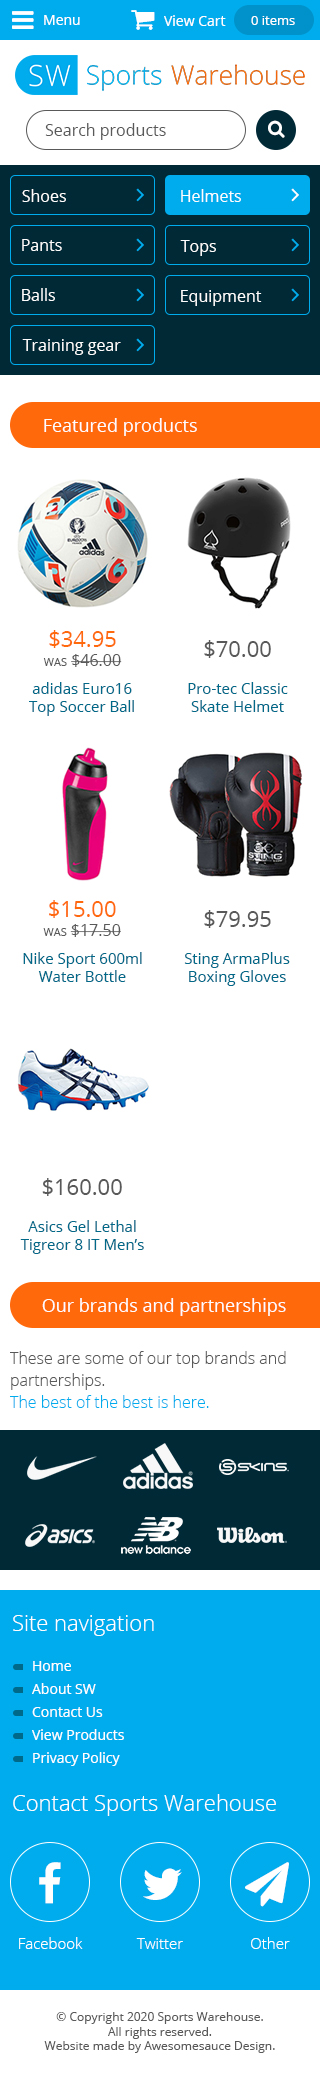 Menu
View Cart
0 items
SW Sports Warehouse
Search products
Shoes
Helmets
Pants
Tops
Balls
Equipment
Training gear
Featured products
adidas
$34.95
WAS $46.00
adidas Euro16
Top Soccer Ball
$70.00
Pro-tec Classic
Skate Helmet
STING
$15.00
WAS $17.50
Nike Sport 600ml
Water Bottle
$79.95
Sting ArmaPlus
Boxing Gloves
$160.00
Asics Gel Lethal
Tigreor 8 IT Men’s
Our brands and partnerships
These are some of our top brands and
partnerships.
The best of the best is here.
adidas
SKINS
asics
new balance
Wilson
Site navigation
Home
About SW
Contact Us
View Products
Privacy Policy
Contact Sports Warehouse
Facebook
Twitter
Other
© Copyright 2020 Sports Warehouse.
All rights reserved.
Website made by Awesomesauce Design.